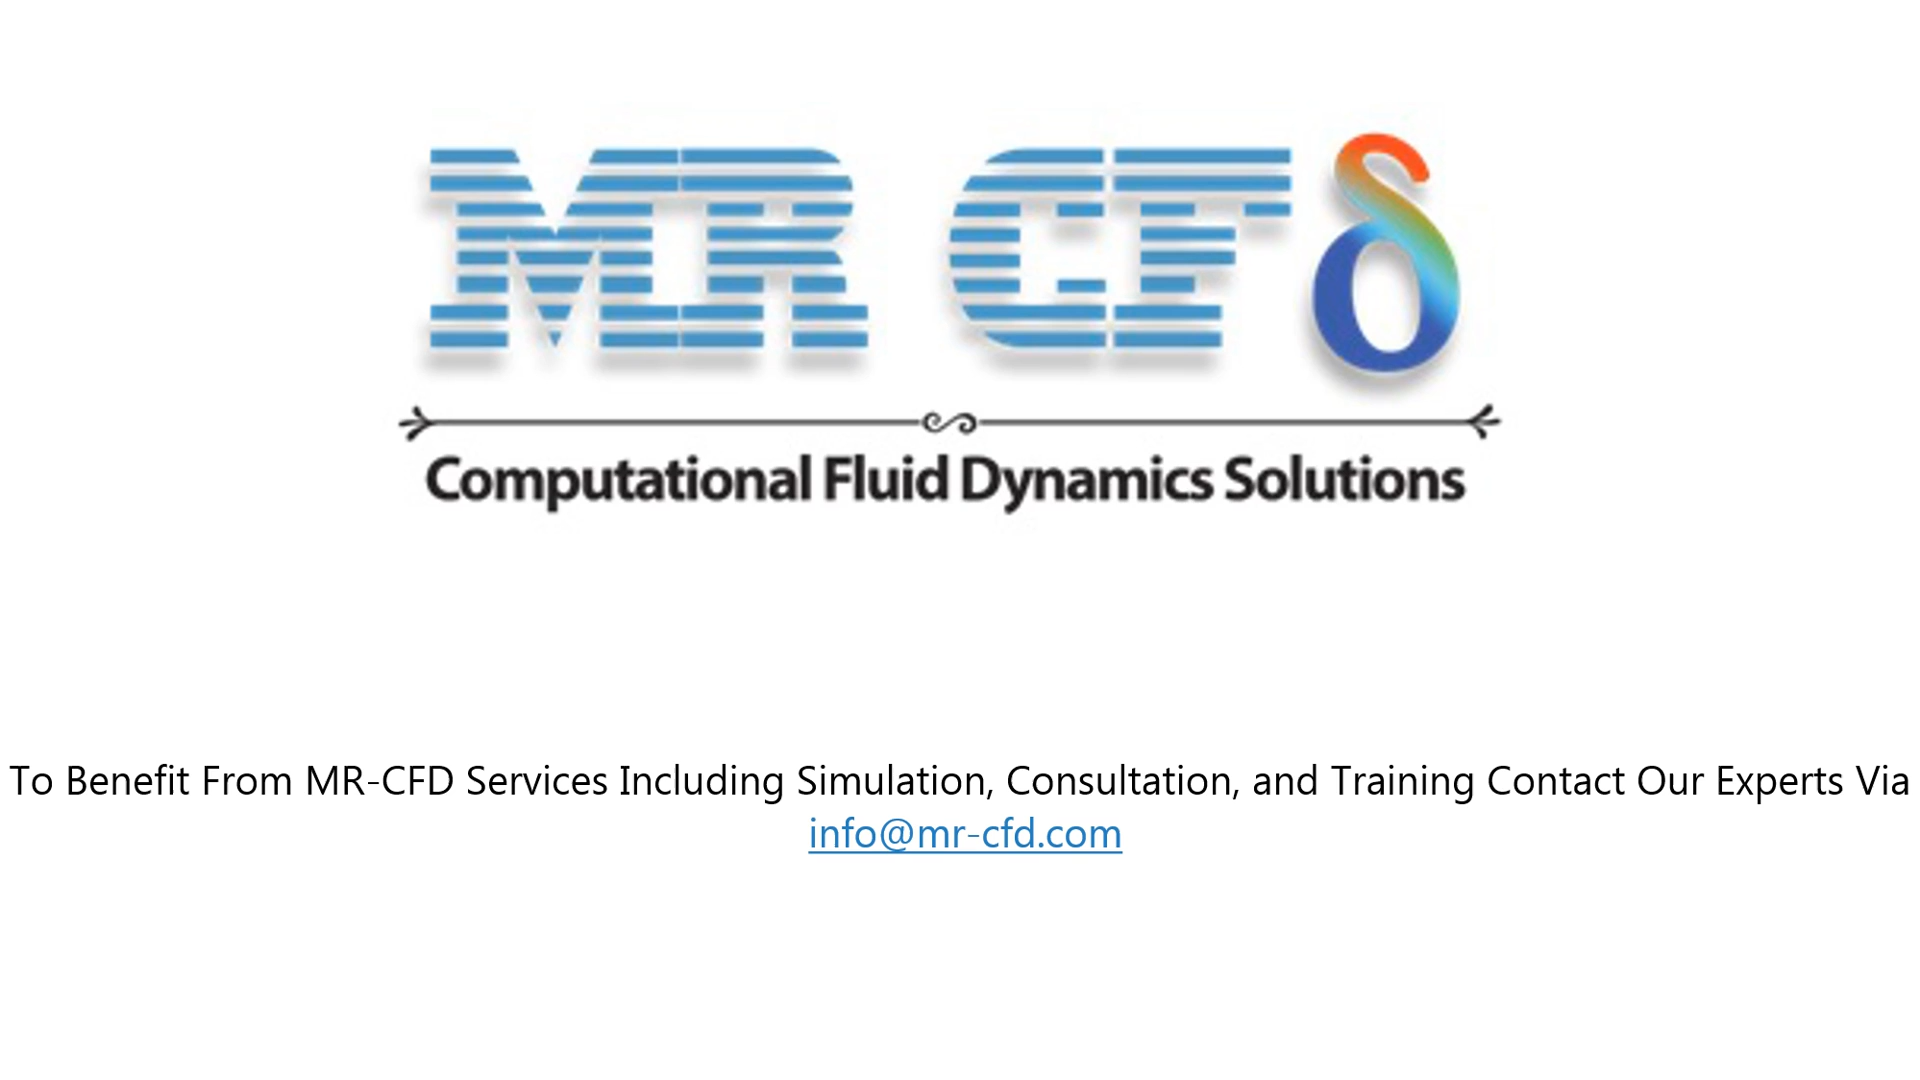 MR CFδ
Computational Fluid Dynamics Solutions
To Benefit From MR-CFD Services Including Simulation, Consultation, and Training Contact Our Experts Via
info@mr-cfd.com